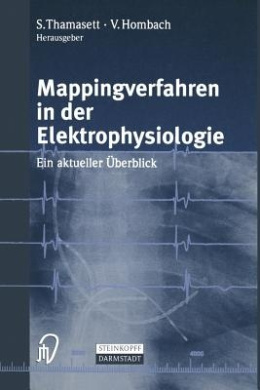 S. Thamasett • V. Hombach
Herausgeber
Mappingverfahren
in der
Elektrophysiologie
Ein aktueller Überblick
STEINKOPFF
DARMSTADT